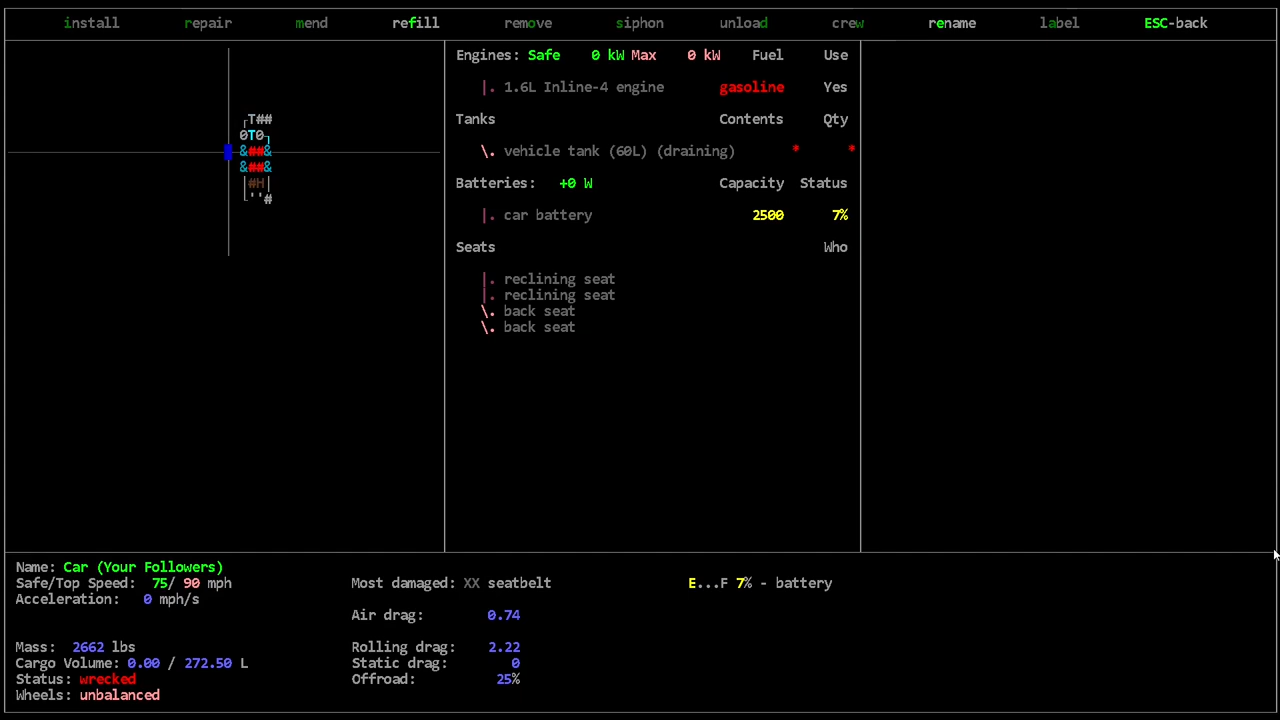 install repair mend refill remove siphon unload crew rename label ESC-back
Engines: Safe 0 kW Max 0 kW Fuel Use
|. 1.6L Inline-4 engine gasoline Yes
Tanks Contents Qty
\. vehicle tank (60L) (draining) * *
Batteries: +0 W Capacity Status
|. car battery 2500 7%
Seats Who
|. reclining seat
|. reclining seat
\. back seat
\. back seat
┌T##
0T0┐
&##&
&##&
|#H|
└''#
Name: Car (Your Followers)
Safe/Top Speed: 75/ 90 mph
Acceleration: 0 mph/s
Mass: 2662 lbs
Cargo Volume: 0.00 / 272.50 L
Status: wrecked
Wheels: unbalanced
Most damaged: XX seatbelt
Air drag: 0.74
Rolling drag: 2.22
Static drag: 0
Offroad: 25%
E...F 7% - battery